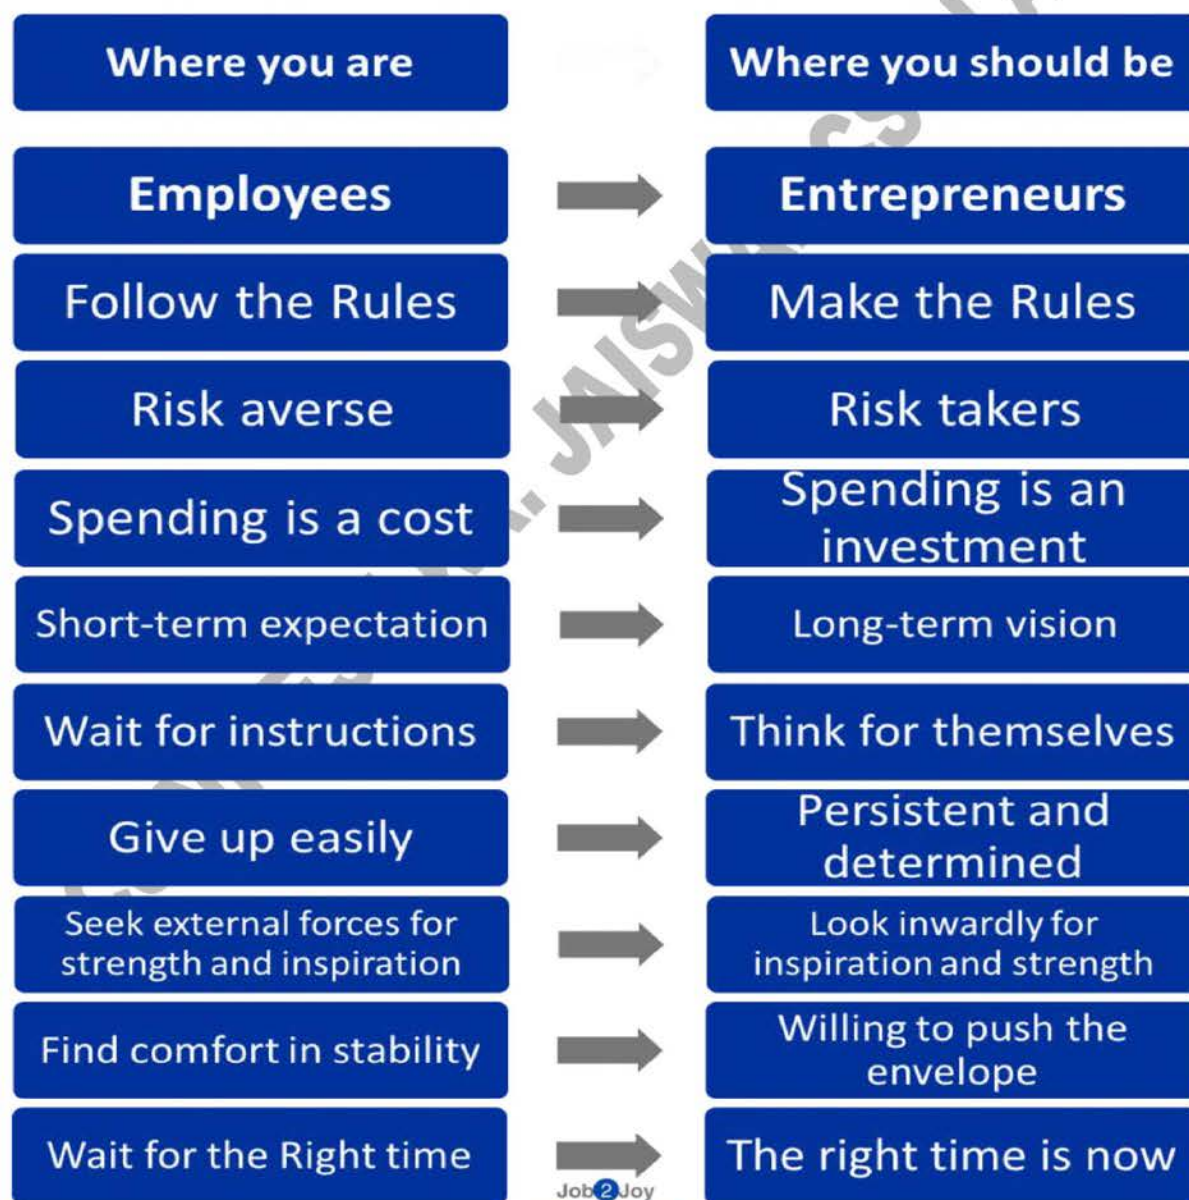 Where you are
Where you should be
Employees
Entrepreneurs
Follow the Rules
Make the Rules
Risk averse
Risk takers
Spending is a cost
Spending is an
investment
Short-term expectation
Long-term vision
Wait for instructions
Think for themselves
Give up easily
Persistent and
determined
Seek external forces for
strength and inspiration
Look inwardly for
inspiration and strength
Find comfort in stability
Willing to push the
envelope
Wait for the Right time
The right time is now
Job2Joy